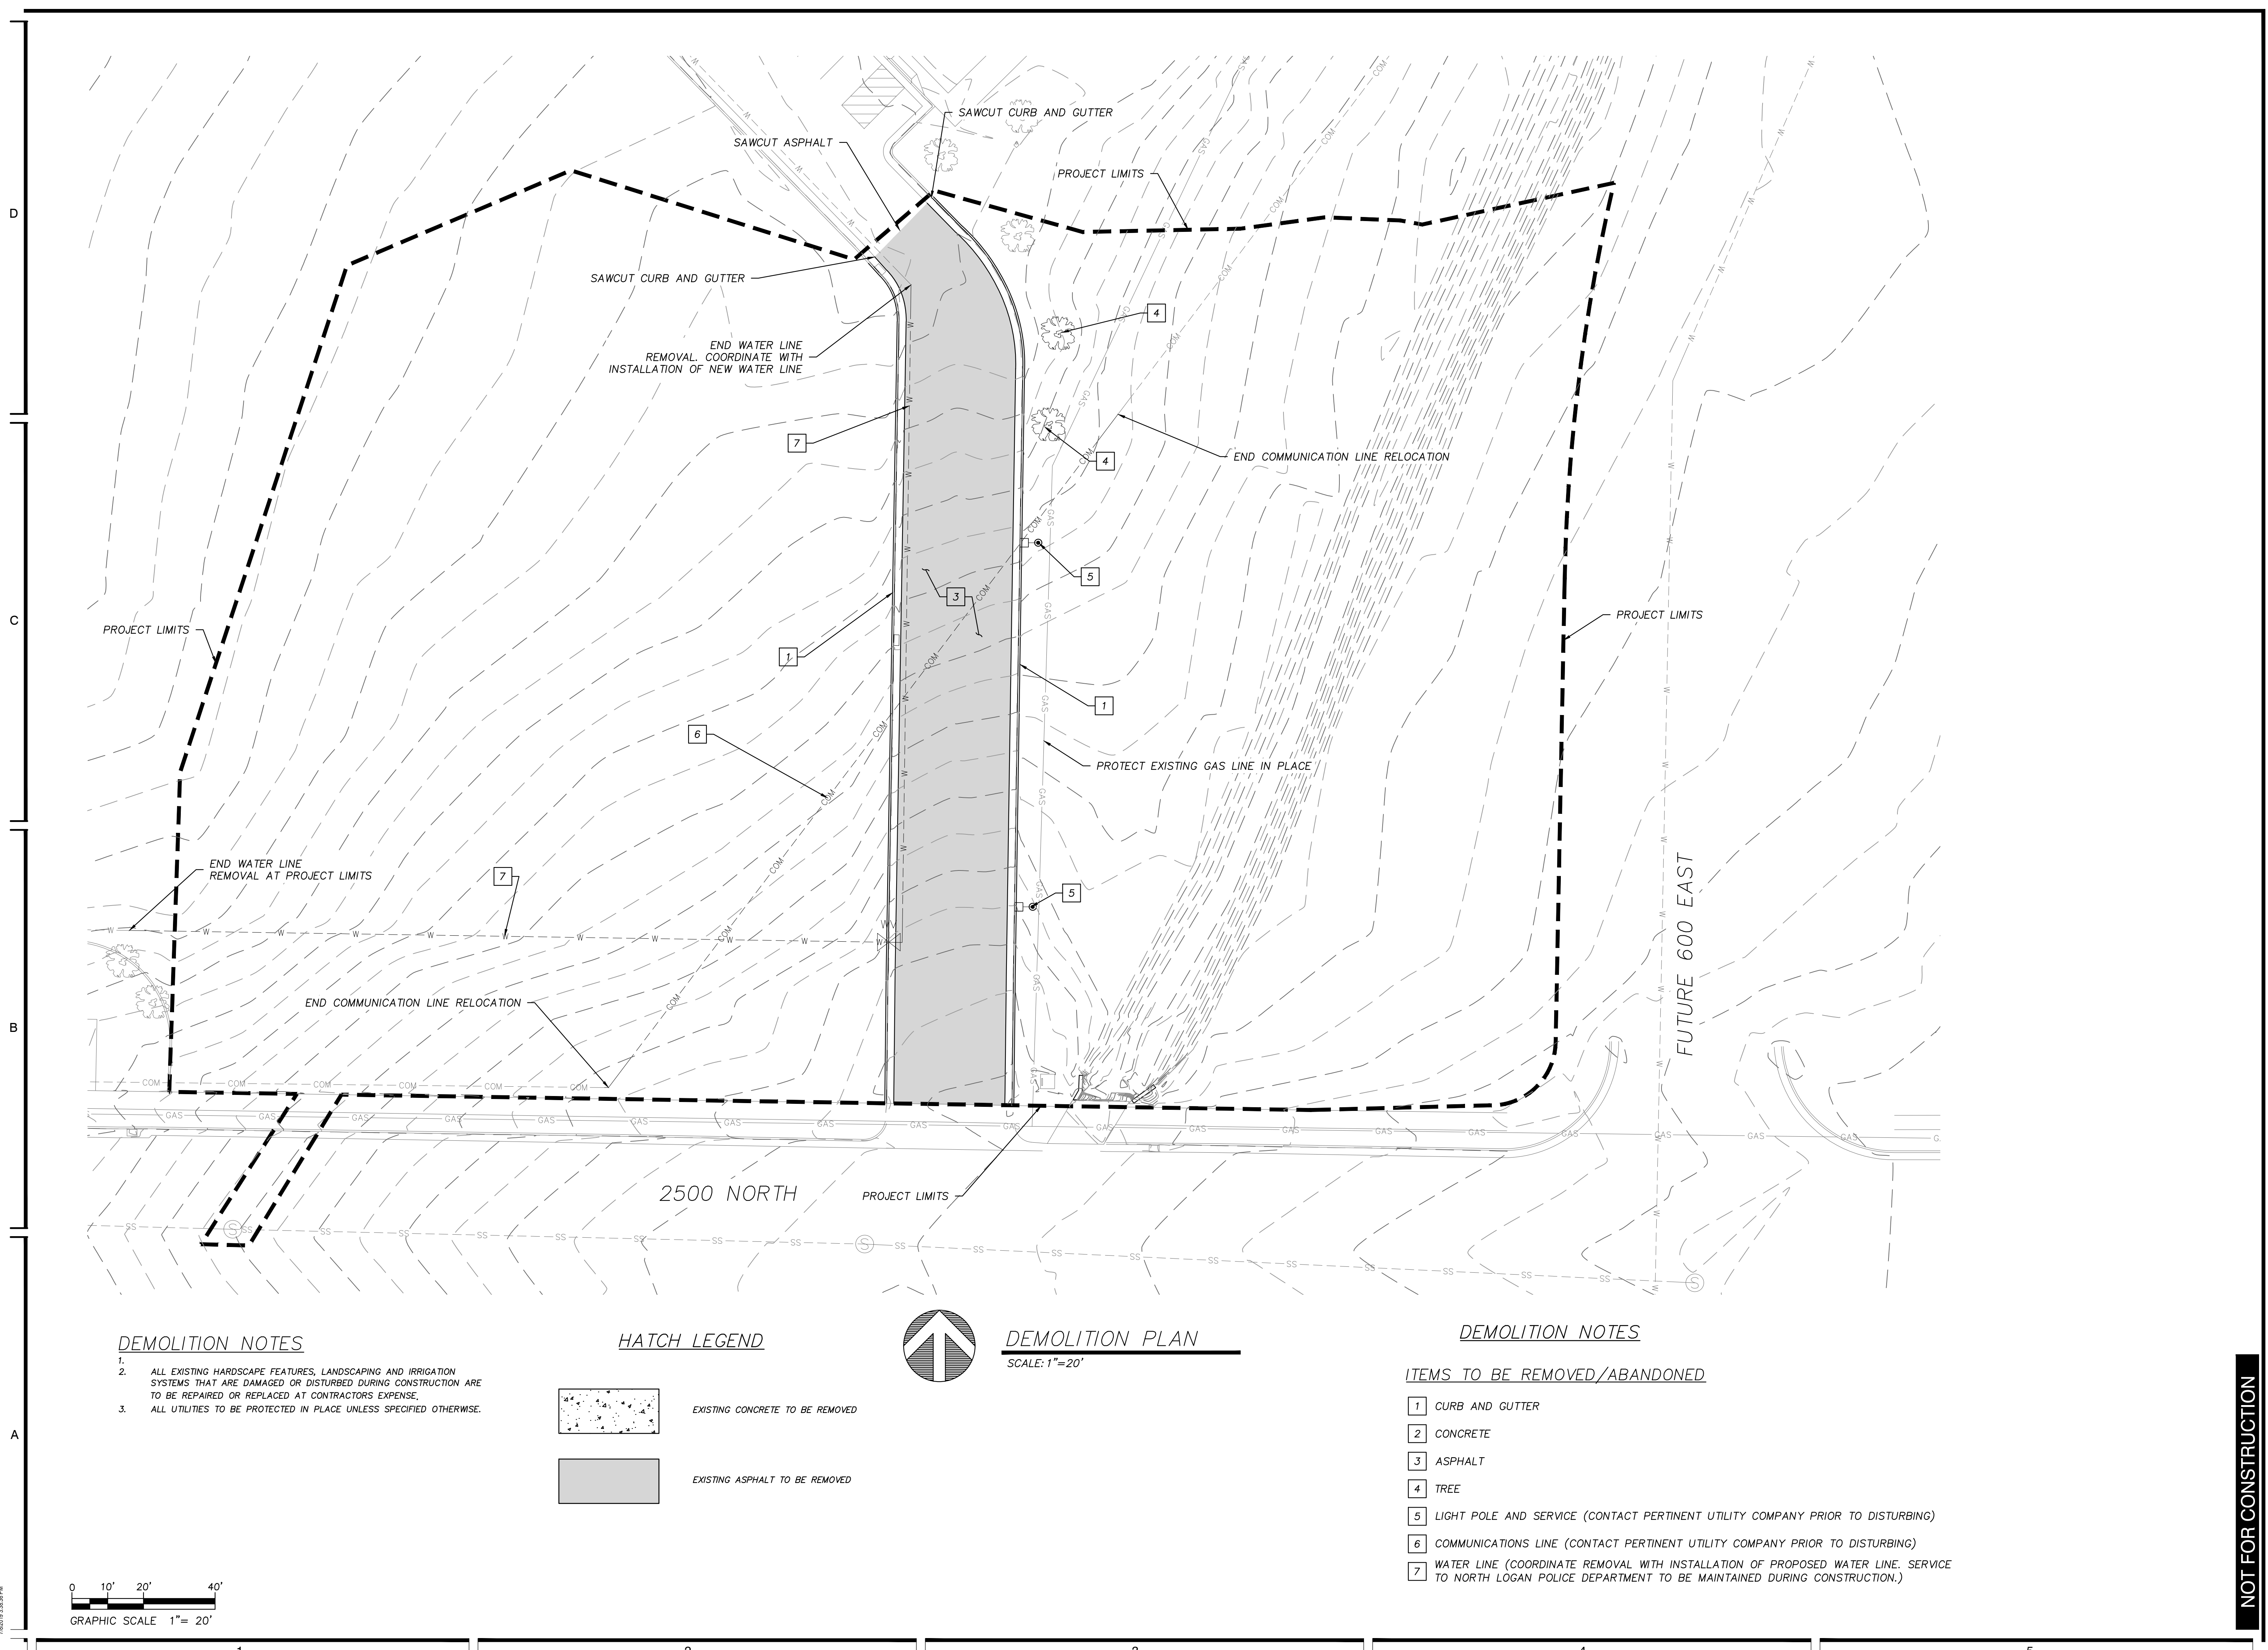 SAWCUT CURB AND GUTTER
SAWCUT ASPHALT
PROJECT LIMITS
D
SAWCUT CURB AND GUTTER
4
END WATER LINE
REMOVAL. COORDINATE WITH
INSTALLATION OF NEW WATER LINE
7
4
END COMMUNICATION LINE RELOCATION
5
3
C
PROJECT LIMITS
PROJECT LIMITS
1
1
6
PROTECT EXISTING GAS LINE IN PLACE
END WATER LINE
REMOVAL AT PROJECT LIMITS
7
5
FUTURE 600 EAST
END COMMUNICATION LINE RELOCATION
B
2500 NORTH
PROJECT LIMITS
DEMOLITION NOTES
1.
2. ALL EXISTING HARDSCAPE FEATURES, LANDSCAPING AND IRRIGATION
SYSTEMS THAT ARE DAMAGED OR DISTURBED DURING CONSTRUCTION ARE
TO BE REPAIRED OR REPLACED AT CONTRACTORS EXPENSE.
3. ALL UTILITIES TO BE PROTECTED IN PLACE UNLESS SPECIFIED OTHERWISE.
HATCH LEGEND
EXISTING CONCRETE TO BE REMOVED
EXISTING ASPHALT TO BE REMOVED
DEMOLITION PLAN
SCALE: 1"=20'
DEMOLITION NOTES
ITEMS TO BE REMOVED/ABANDONED
1 CURB AND GUTTER
2 CONCRETE
3 ASPHALT
4 TREE
5 LIGHT POLE AND SERVICE (CONTACT PERTINENT UTILITY COMPANY PRIOR TO DISTURBING)
6 COMMUNICATIONS LINE (CONTACT PERTINENT UTILITY COMPANY PRIOR TO DISTURBING)
7 WATER LINE (COORDINATE REMOVAL WITH INSTALLATION OF PROPOSED WATER LINE. SERVICE
TO NORTH LOGAN POLICE DEPARTMENT TO BE MAINTAINED DURING CONSTRUCTION.)
A
0 10' 20' 40'
GRAPHIC SCALE 1"= 20'
NOT FOR CONSTRUCTION